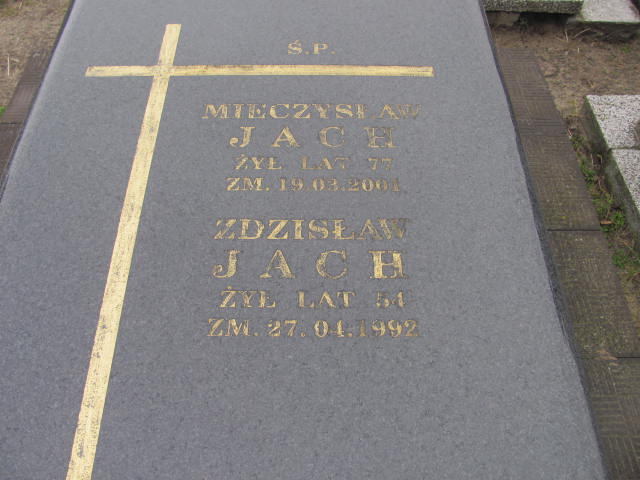 Ś.P.
MIECZYSŁAW
JACH
ŻYŁ LAT 77
ZM. 19.03.2001
ZDZISŁAW
JACH
ŻYŁ LAT 54
ZM. 27.04.1992